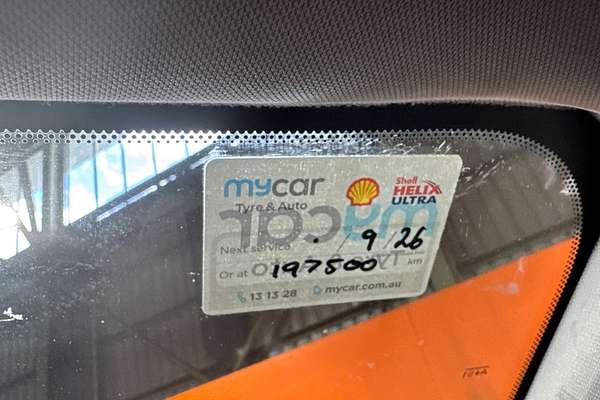 mycar
Tyre & Auto
Shell
HELIX
ULTRA
Next service . / 9 / 26
Or at 197500 km
13 13 28 mycar.com.au